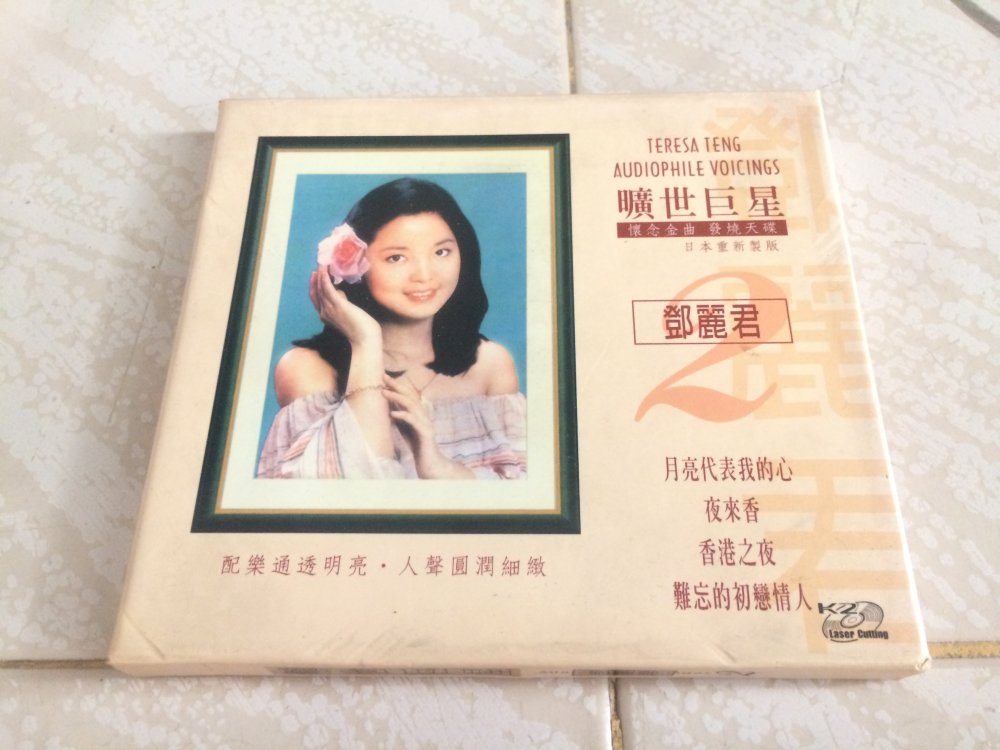 TERESA TENG
AUDIOPHILE VOICINGS
曠世巨星
懷念金曲 發燒天碟
日本重新製版
鄧麗君
2
鄧麗君
月亮代表我的心
夜來香
香港之夜
難忘的初戀情人
配樂通透明亮·人聲圓潤細緻
K2
Laser Cutting